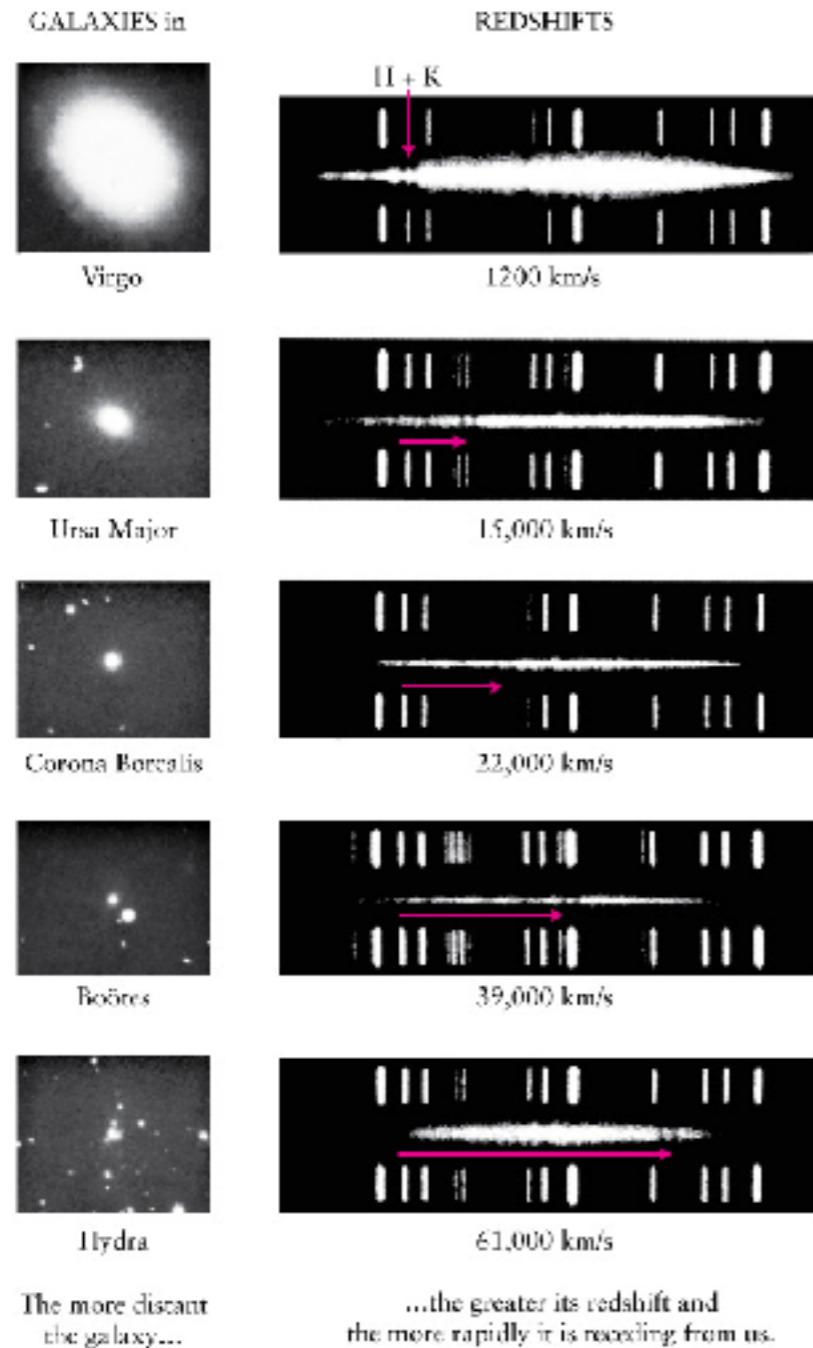 GALAXIES in
REDSHIFTS
H + K
Virgo
1200 km/s
Ursa Major
15,000 km/s
Corona Borealis
22,000 km/s
Boötes
39,000 km/s
Hydra
61,000 km/s
The more distant
the galaxy...
...the greater its redshift and
the more rapidly it is receding from us.